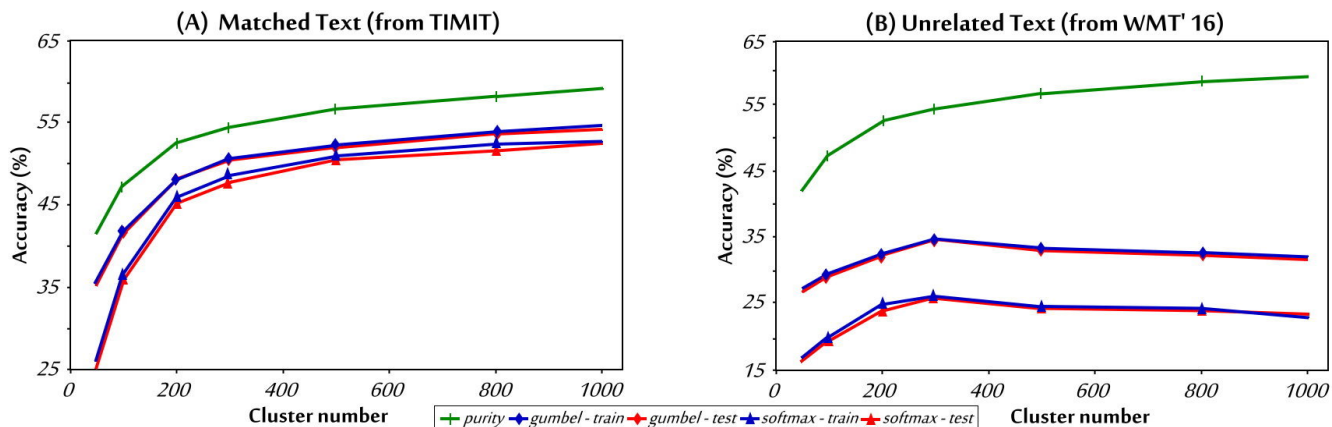 (A) Matched Text (from TIMIT)
65
55
45
35
25
Accuracy (%)
0 200 400 600 800 1000
Cluster number
(B) Unrelated Text (from WMT' 16)
65
55
45
35
25
15
Accuracy (%)
0 200 400 600 800 1000
Cluster number
purity gumbel - train gumbel - test softmax - train softmax - test